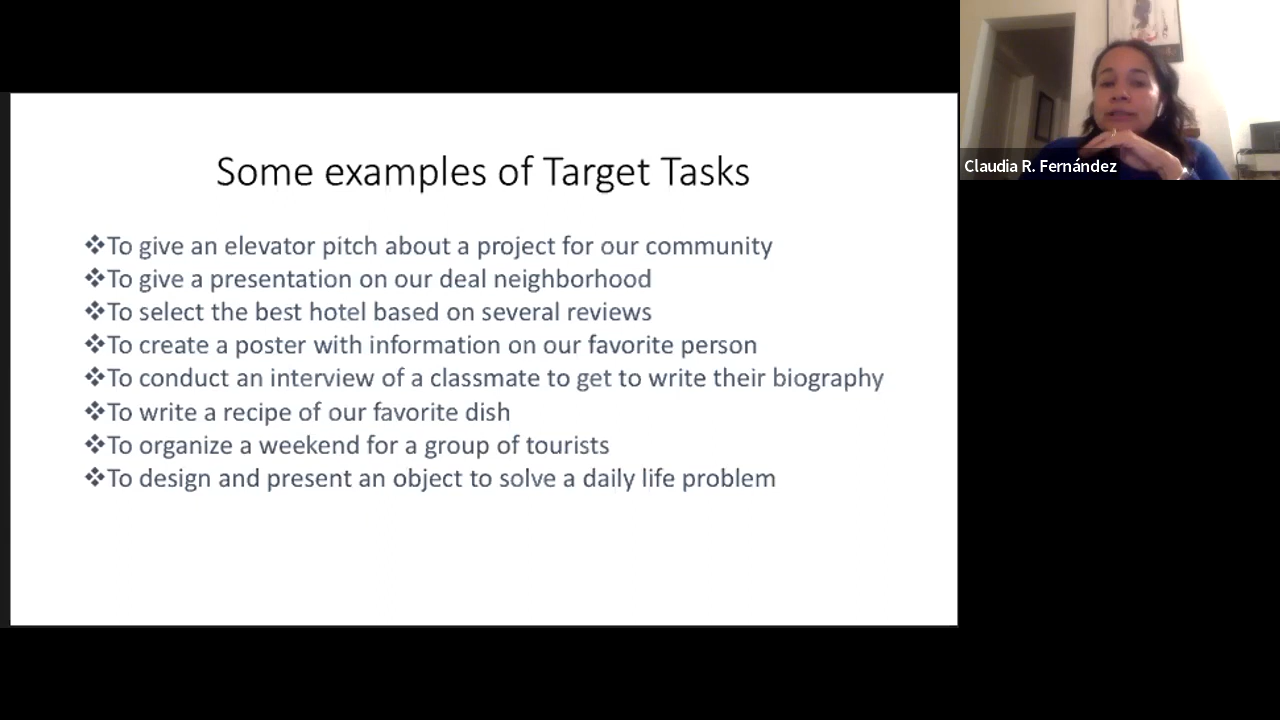 Some examples of Target Tasks
❖To give an elevator pitch about a project for our community
❖To give a presentation on our deal neighborhood
❖To select the best hotel based on several reviews
❖To create a poster with information on our favorite person
❖To conduct an interview of a classmate to get to write their biography
❖To write a recipe of our favorite dish
❖To organize a weekend for a group of tourists
❖To design and present an object to solve a daily life problem
Claudia R. Fernández